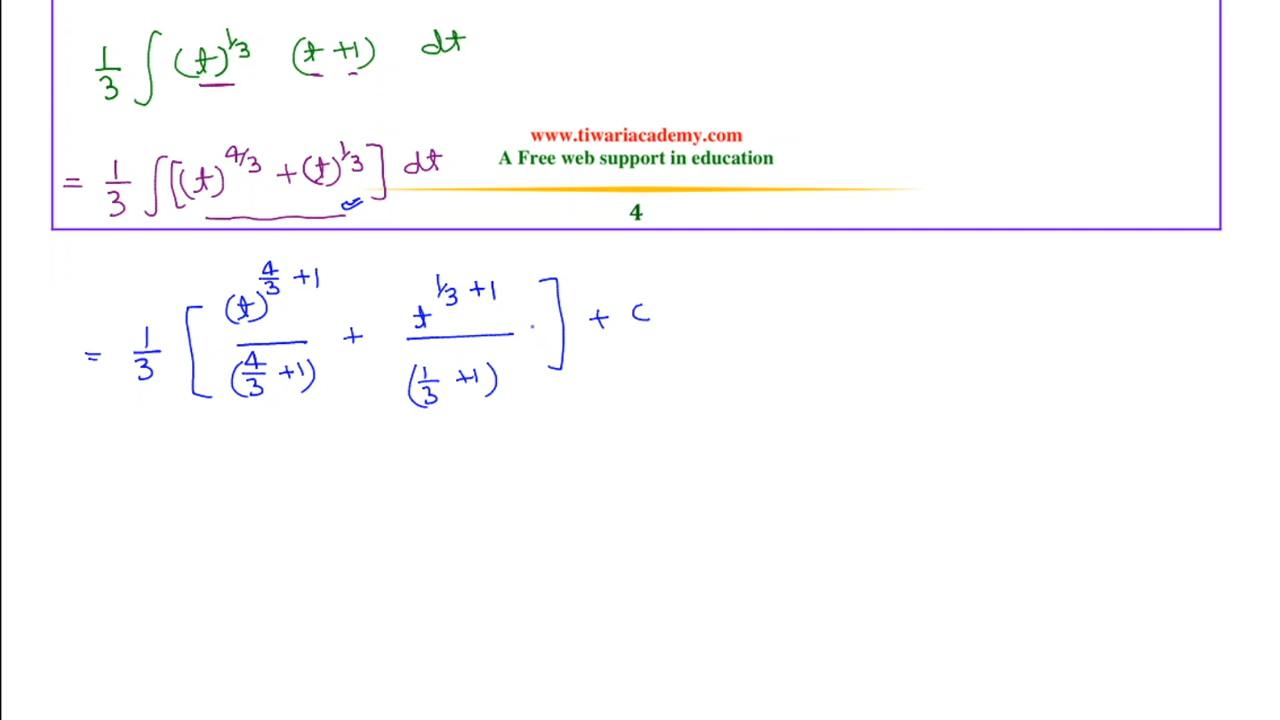 1/3 ∫ (t)^1/3 (t +1) dt
www.tiwariacademy.com
A Free web support in education
= 1/3 ∫ [(t)^4/3 + (t)^1/3] dt
4
= 1/3 [ (t)^(4/3 +1) / (4/3 +1) + t^(1/3 +1) / (1/3 +1) ] + c